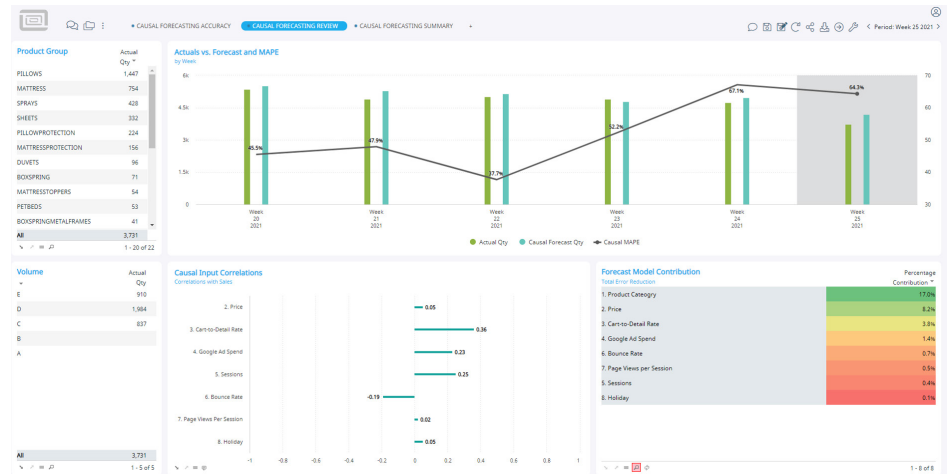 CAUSAL FORECASTING ACCURACY
CAUSAL FORECASTING REVIEW
CAUSAL FORECASTING SUMMARY
+
< Period: Week 25 2021 >
Product Group
Actual
Qty
PILLOWS 1,447
MATTRESS 754
SPRAYS 428
SHEETS 332
PILLOWPROTECTION 224
MATTRESSPROTECTION 156
DUVETS 96
BOXSPRING 71
MATTRESSTOPPERS 54
PETBEDS 53
BOXSPRINGMETALFRAMES 41
All 3,731
1 - 20 of 22
Actuals vs. Forecast and MAPE
by Week
6k
4.5k
3k
1.5k
0
70
60
50
40
30
45.5%
47.9%
37.7%
52.2%
67.1%
64.3%
Week
20
2021
Week
21
2021
Week
22
2021
Week
23
2021
Week
24
2021
Week
25
2021
Actual Qty
Causal Forecast Qty
Causal MAPE
Volume
Actual
Qty
E 910
D 1,984
C 837
B
A
All 3,731
1 - 5 of 5
Causal Input Correlations
Correlations with Sales
2. Price 0.05
3. Cart-to-Detail Rate 0.36
4. Google Ad Spend 0.23
5. Sessions 0.25
6. Bounce Rate -0.19
7. Page Views Per Session 0.02
8. Holiday 0.05
-1 -0.8 -0.6 -0.4 -0.2 0 0.2 0.4 0.6 0.8 1
Forecast Model Contribution
Total Error Reduction
Percentage
Contribution
1. Product Cateogry 17.0%
2. Price 8.2%
3. Cart-to-Detail Rate 3.8%
4. Google Ad Spend 1.4%
6. Bounce Rate 0.7%
7. Page Views per Session 0.5%
5. Sessions 0.4%
8. Holiday 0.1%
1 - 8 of 8